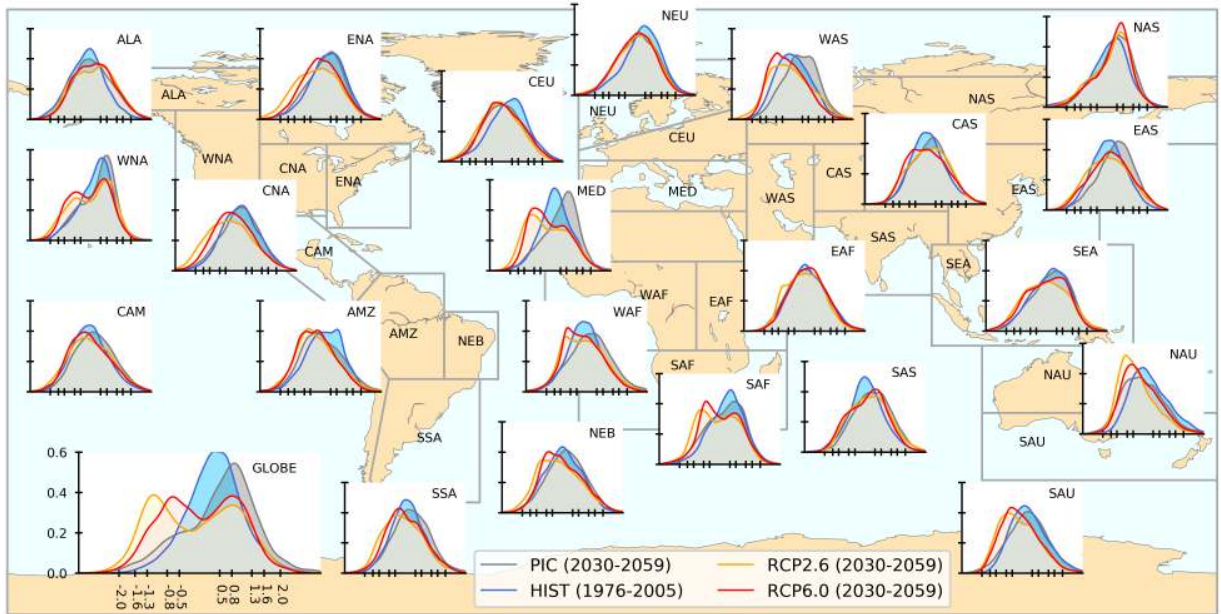 NEU
ALA
ENA
WAS
NAS
CEU
ALA
NAS
NEU
CEU
CAS
EAS
WNA
WNA
CNA
ENA
CAS
EAS
CNA
MED
MED
WAS
SAS
CAM
EAF
SEA
SEA
CAM
AMZ
AMZ
NEB
WAF
WAF
EAF
NAU
NAU
SAF
SAF
SAS
SSA
NEB
SAU
GLOBE
0.6
0.4
0.2
0.0
-2.0
-1.6
-1.3
-0.8
-0.5
0.5
0.8
1.3
1.6
2.0
SSA
SAU
PIC (2030-2059)
HIST (1976-2005)
RCP2.6 (2030-2059)
RCP6.0 (2030-2059)